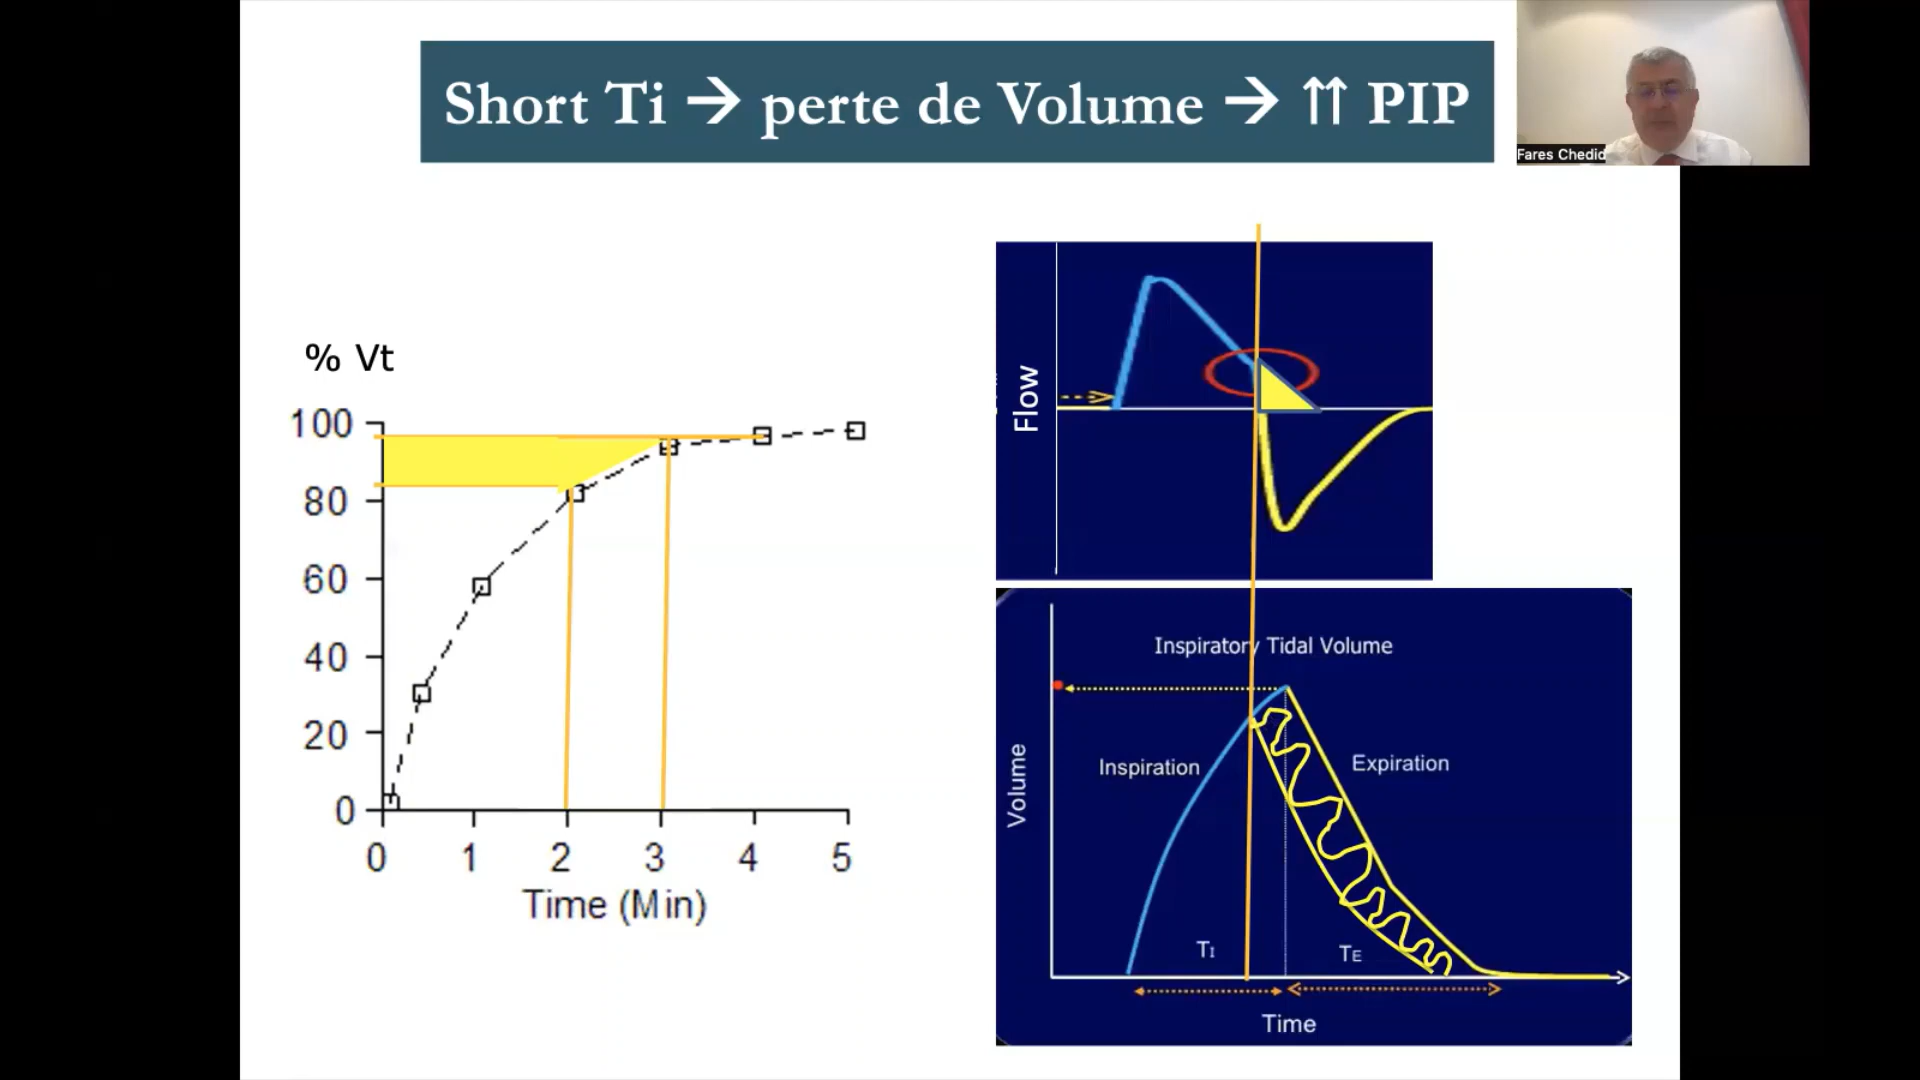 Short Ti → perte de Volume → ⇈ PIP
Fares Chedid
% Vt
100
80
60
40
20
0
0 1 2 3 4 5
Time (Min)
Flow
Inspiratory Tidal Volume
Volume
Inspiration
Expiration
TI
TE
Time